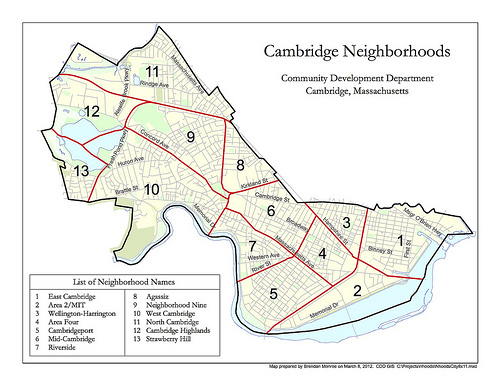 Cambridge Neighborhoods
Community Development Department
Cambridge, Massachusetts
Massachusetts Ave
11
Rindge Ave
Alewife Brook Pkwy
12
9
Concord Ave
Fresh Pond Pkwy
Huron Ave
13
8
Kirkland St
Brattle St
10
Cambridge St
6
Memorial Dr
Broadway
Hampshire St
3
Msgr O'Brien Hwy
1
First St
Binney St
7
Massachusetts Ave
4
Western Ave
River St
5
2
Memorial Dr
List of Neighborhood Names
1 East Cambridge
2 Area 2/MIT
3 Wellington-Harrington
4 Area Four
5 Cambridgeport
6 Mid-Cambridge
7 Riverside
8 Agassiz
9 Neighborhood Nine
10 West Cambridge
11 North Cambridge
12 Cambridge Highlands
13 Strawberry Hill
Map prepared by Brendan Monroe on March 8, 2012. CDD GIS